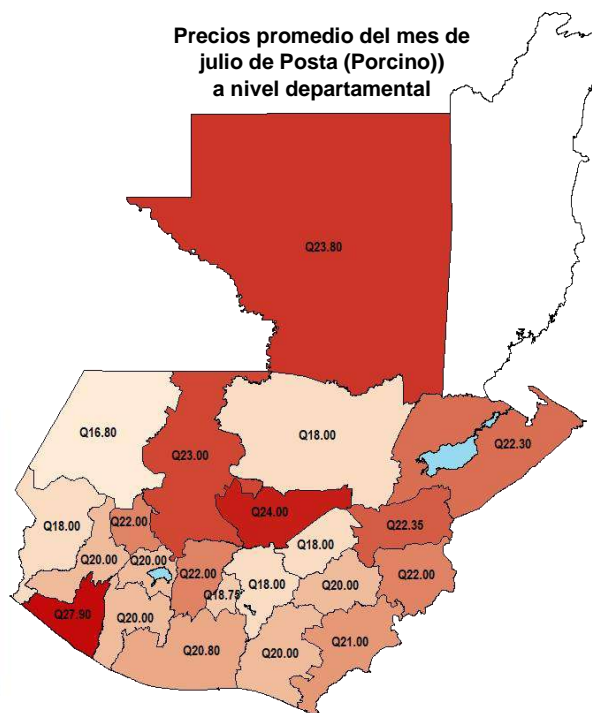 Precios promedio del mes de
julio de Posta (Porcino))
a nivel departamental
Q23.80
Q16.80
Q18.00
Q23.00
Q22.30
Q24.00
Q18.00
Q22.00
Q22.35
Q18.00
Q20.00
Q20.00
Q22.00
Q18.00
Q20.00
Q22.00
Q18.75
Q27.90
Q20.00
Q21.00
Q20.80
Q20.00